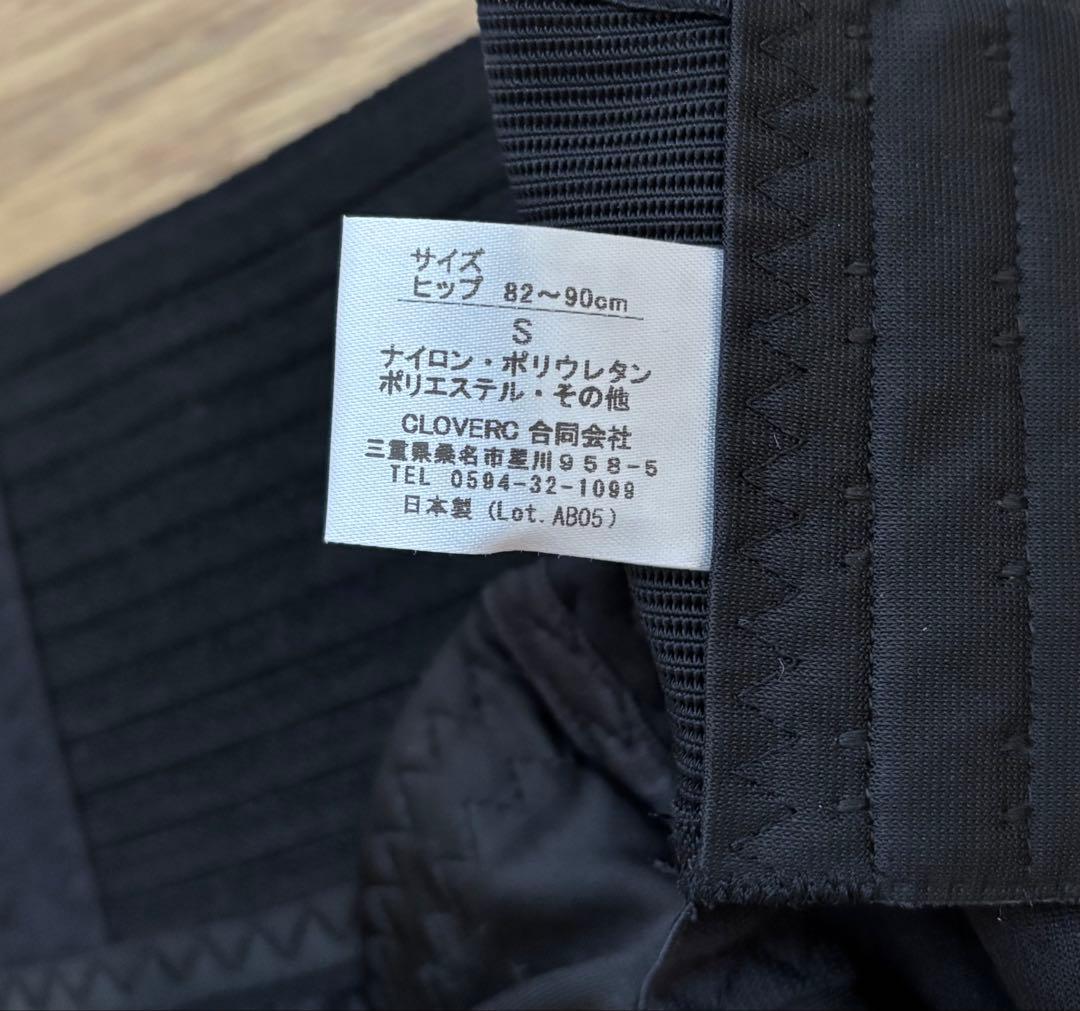 サイズ
ヒップ 82～90cm
S
ナイロン・ポリウレタン
ポリエステル・その他
CLOVERC 合同会社
三重県桑名市星川958-5
TEL 0594-32-1099
日本製 (Lot.AB05)